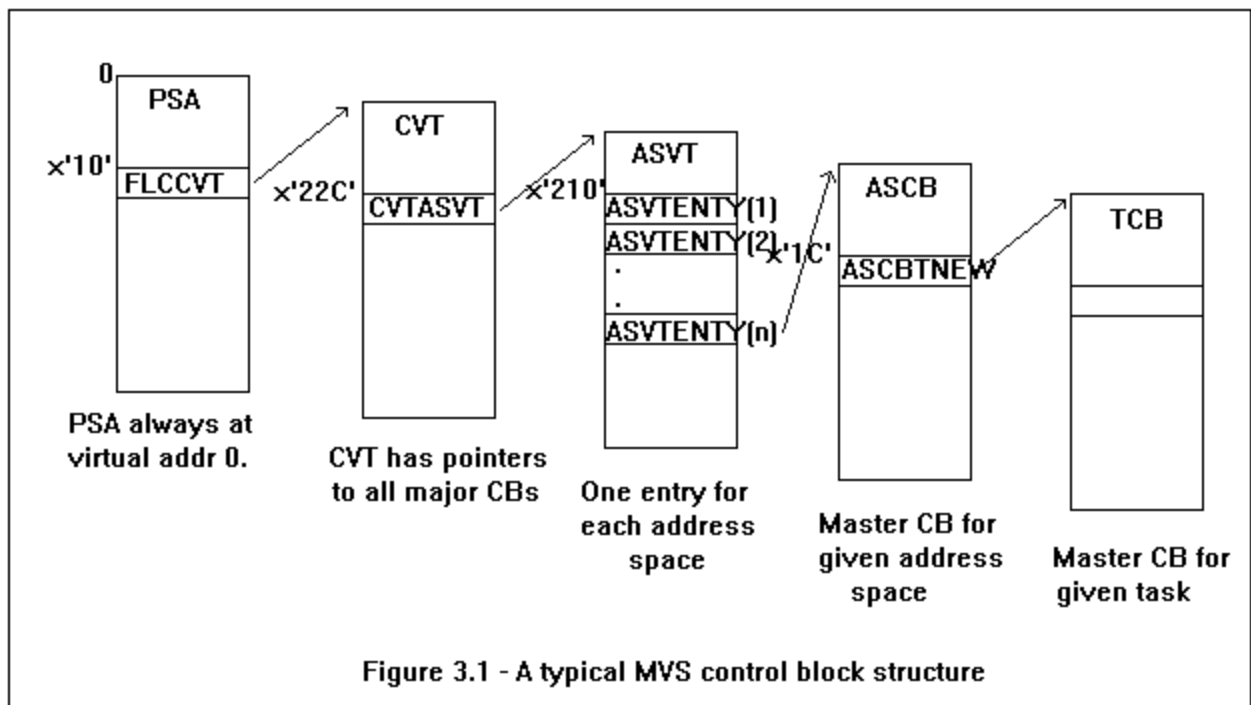 0
PSA
x'10'
FLCCVT
PSA always at
virtual addr 0.
CVT
x'22C'
CVTASVT
CVT has pointers
to all major CBs
ASVT
x'210'
ASVTENTY(1)
ASVTENTY(2)
.
.
ASVTENTY(n)
One entry for
each address
space
ASCB
x'1C'
ASCBTNEW
Master CB for
given address
space
TCB
Master CB for
given task
Figure 3.1 - A typical MVS control block structure